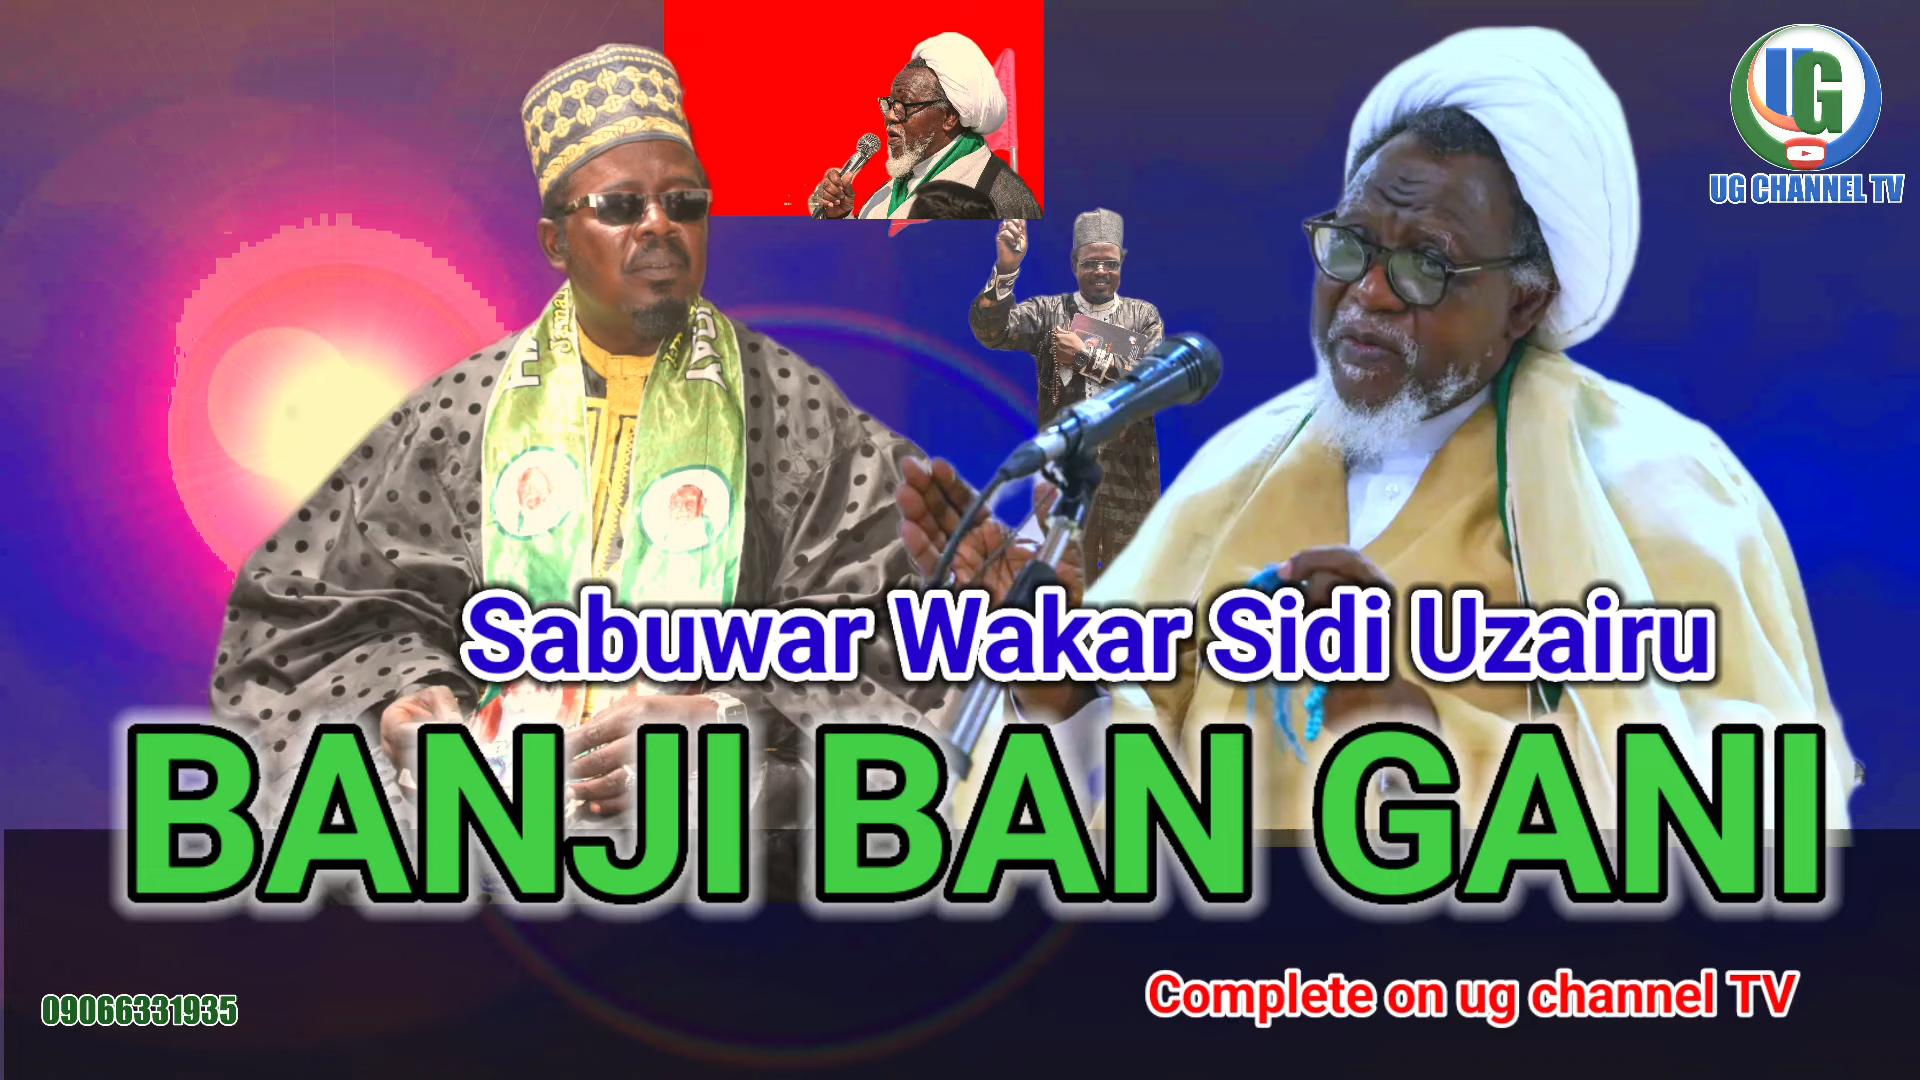 UG
UG CHANNEL TV
Sabuwar Wakar Sidi Uzairu
BANJI BAN GANI
Complete on ug channel TV
09066331935